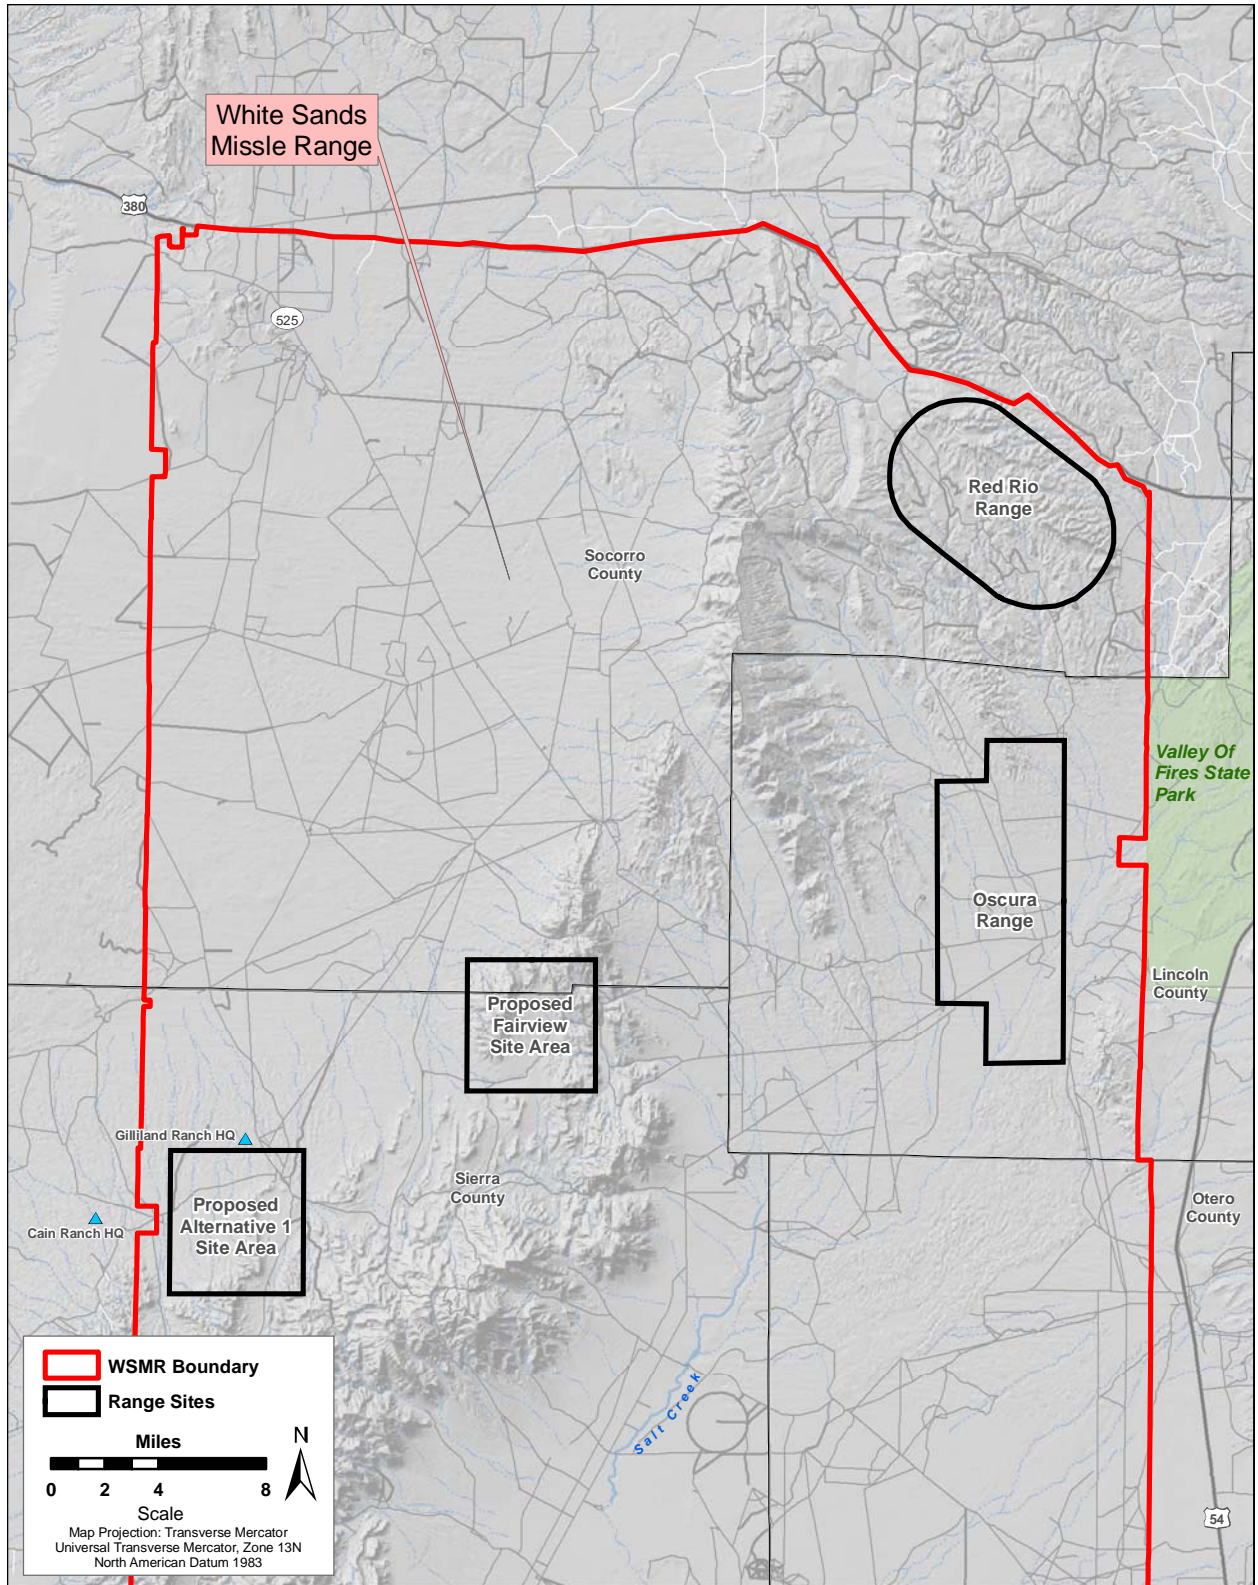 White Sands
Missle Range
380
525
Red Rio
Range
Socorro
County
Valley Of
Fires State
Park
Oscura
Range
Lincoln
County
Proposed
Fairview
Site Area
Gilliland Ranch HQ
Sierra
County
Proposed
Alternative 1
Site Area
Cain Ranch HQ
Otero
County
Salt Creek
54
WSMR Boundary
Range Sites
Miles
N
0 2 4 8
Scale
Map Projection: Transverse Mercator
Universal Transverse Mercator, Zone 13N
North American Datum 1983